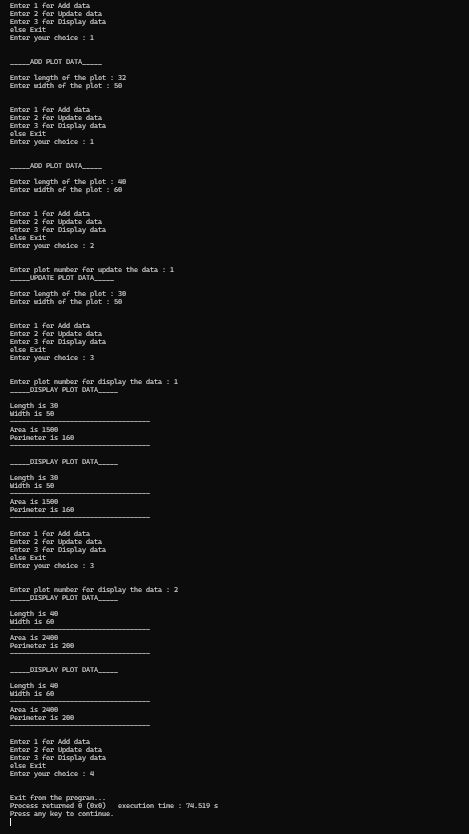 Enter 1 for Add data
Enter 2 for Update data
Enter 3 for Display data
else Exit
Enter your choice : 1
_____ADD PLOT DATA_____
Enter length of the plot : 32
Enter width of the plot : 50
Enter 1 for Add data
Enter 2 for Update data
Enter 3 for Display data
else Exit
Enter your choice : 1
_____ADD PLOT DATA_____
Enter length of the plot : 40
Enter width of the plot : 60
Enter 1 for Add data
Enter 2 for Update data
Enter 3 for Display data
else Exit
Enter your choice : 2
Enter plot number for update the data : 1
_____UPDATE PLOT DATA_____
Enter length of the plot : 30
Enter width of the plot : 50
Enter 1 for Add data
Enter 2 for Update data
Enter 3 for Display data
else Exit
Enter your choice : 3
Enter plot number for display the data : 1
_____DISPLAY PLOT DATA_____
Length is 30
Width is 50
-----------------------------------
Area is 1500
Perimeter is 160
-----------------------------------
_____DISPLAY PLOT DATA_____
Length is 30
Width is 50
-----------------------------------
Area is 1500
Perimeter is 160
-----------------------------------
Enter 1 for Add data
Enter 2 for Update data
Enter 3 for Display data
else Exit
Enter your choice : 3
Enter plot number for display the data : 2
_____DISPLAY PLOT DATA_____
Length is 40
Width is 60
-----------------------------------
Area is 2400
Perimeter is 200
-----------------------------------
_____DISPLAY PLOT DATA_____
Length is 40
Width is 60
-----------------------------------
Area is 2400
Perimeter is 200
-----------------------------------
Enter 1 for Add data
Enter 2 for Update data
Enter 3 for Display data
else Exit
Enter your choice : 4
Exit from the program...
Process returned 0 (0x0)   execution time : 74.519 s
Press any key to continue.